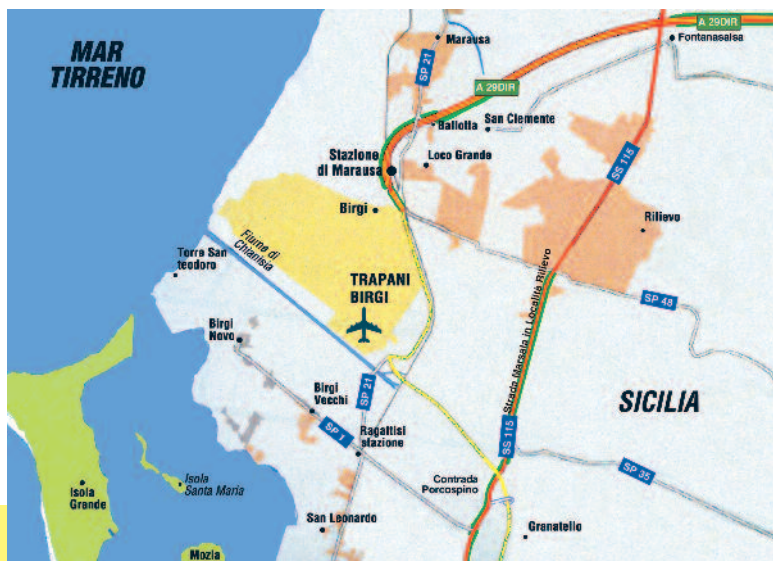 MAR
TIRRENO
Marausa
SP 21
A 29DIR
Fontanasalsa
A 29DIR
Ballotta
San Clemente
Stazione
di Marausa
Loco Grande
SS 115
Birgi
Rilievo
Fiume di
Chianisia
Torre San
teodoro
TRAPANI
BIRGI
Strada Marsala in Località Rilievo
SP 48
Birgi
Novo
Birgi
Vecchi
SP 21
SICILIA
SP 1
Ragattisi
stazione
SS 115
SP 35
Contrada
Porcospino
Isola
Grande
Isola
Santa Maria
San Leonardo
Granatello
Mozia